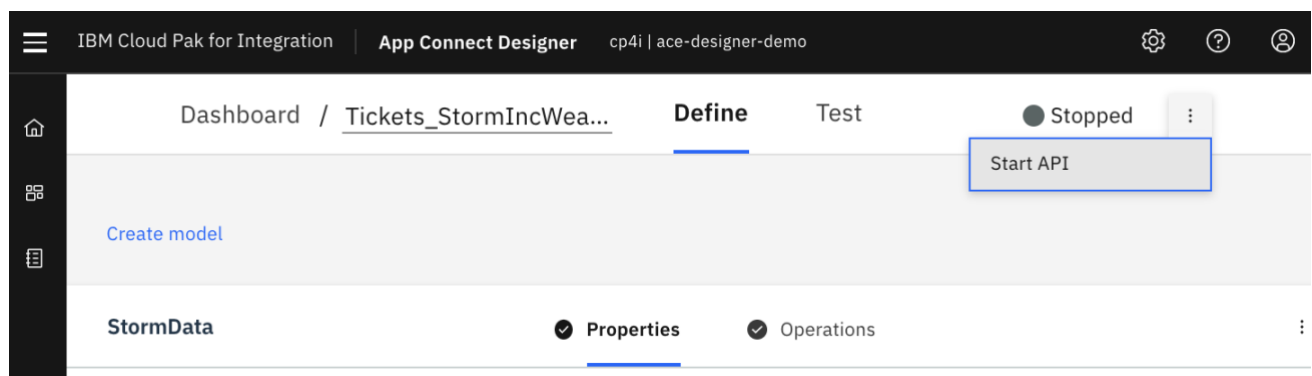 IBM Cloud Pak for Integration App Connect Designer cp4i | ace-designer-demo
Dashboard / Tickets_StormIncWea... Define Test Stopped
Start API
Create model
StormData Properties Operations